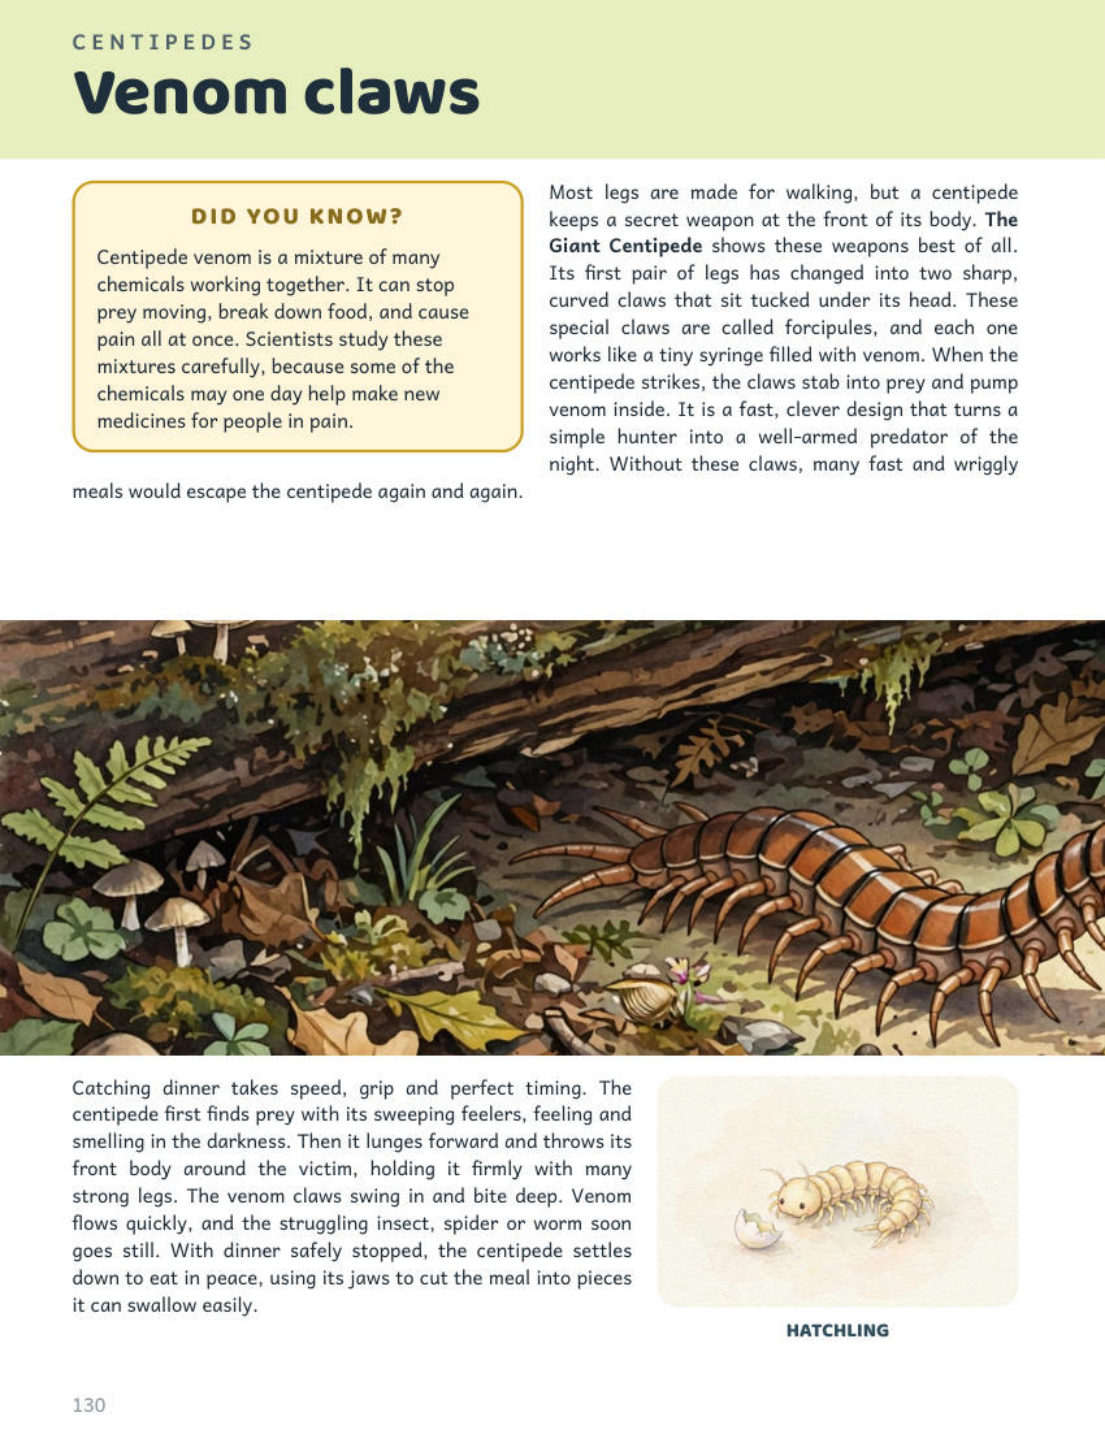 CENTIPEDES
Venom claws
DID YOU KNOW?
Centipede venom is a mixture of many
chemicals working together. It can stop
prey moving, break down food, and cause
pain all at once. Scientists study these
mixtures carefully, because some of the
chemicals may one day help make new
medicines for people in pain.
Most legs are made for walking, but a centipede
keeps a secret weapon at the front of its body. The
Giant Centipede shows these weapons best of all.
Its first pair of legs has changed into two sharp,
curved claws that sit tucked under its head. These
special claws are called forcipules, and each one
works like a tiny syringe filled with venom. When the
centipede strikes, the claws stab into prey and pump
venom inside. It is a fast, clever design that turns a
simple hunter into a well-armed predator of the
night. Without these claws, many fast and wriggly
meals would escape the centipede again and again.
Catching dinner takes speed, grip and perfect timing. The
centipede first finds prey with its sweeping feelers, feeling and
smelling in the darkness. Then it lunges forward and throws its
front body around the victim, holding it firmly with many
strong legs. The venom claws swing in and bite deep. Venom
flows quickly, and the struggling insect, spider or worm soon
goes still. With dinner safely stopped, the centipede settles
down to eat in peace, using its jaws to cut the meal into pieces
it can swallow easily.
HATCHLING
130